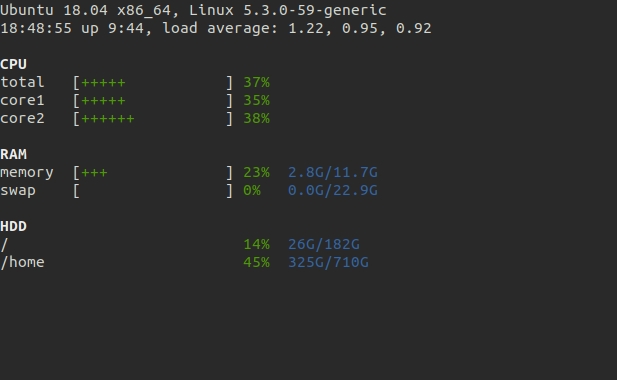 Ubuntu 18.04 x86_64, Linux 5.3.0-59-generic
18:48:55 up 9:44, load average: 1.22, 0.95, 0.92
CPU
total [+++++ ] 37%
core1 [+++++ ] 35%
core2 [++++++ ] 38%
RAM
memory [+++ ] 23% 2.8G/11.7G
swap [ ] 0% 0.0G/22.9G
HDD
/ 14% 26G/182G
/home 45% 325G/710G